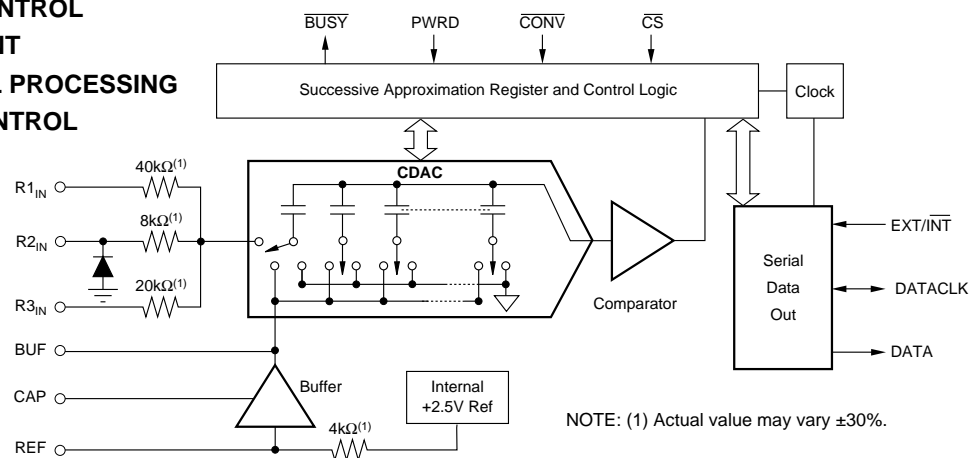 NTROL
NT
L PROCESSING
NTROL
BUSY PWRD CONV CS
Successive Approximation Register and Control Logic
Clock
CDAC
R1IN
40kΩ(1)
R2IN
8kΩ(1)
R3IN
20kΩ(1)
BUF
CAP
REF
Buffer
4kΩ(1)
Internal
+2.5V Ref
Comparator
Serial
Data
Out
EXT/INT
DATACLK
DATA
NOTE: (1) Actual value may vary ±30%.